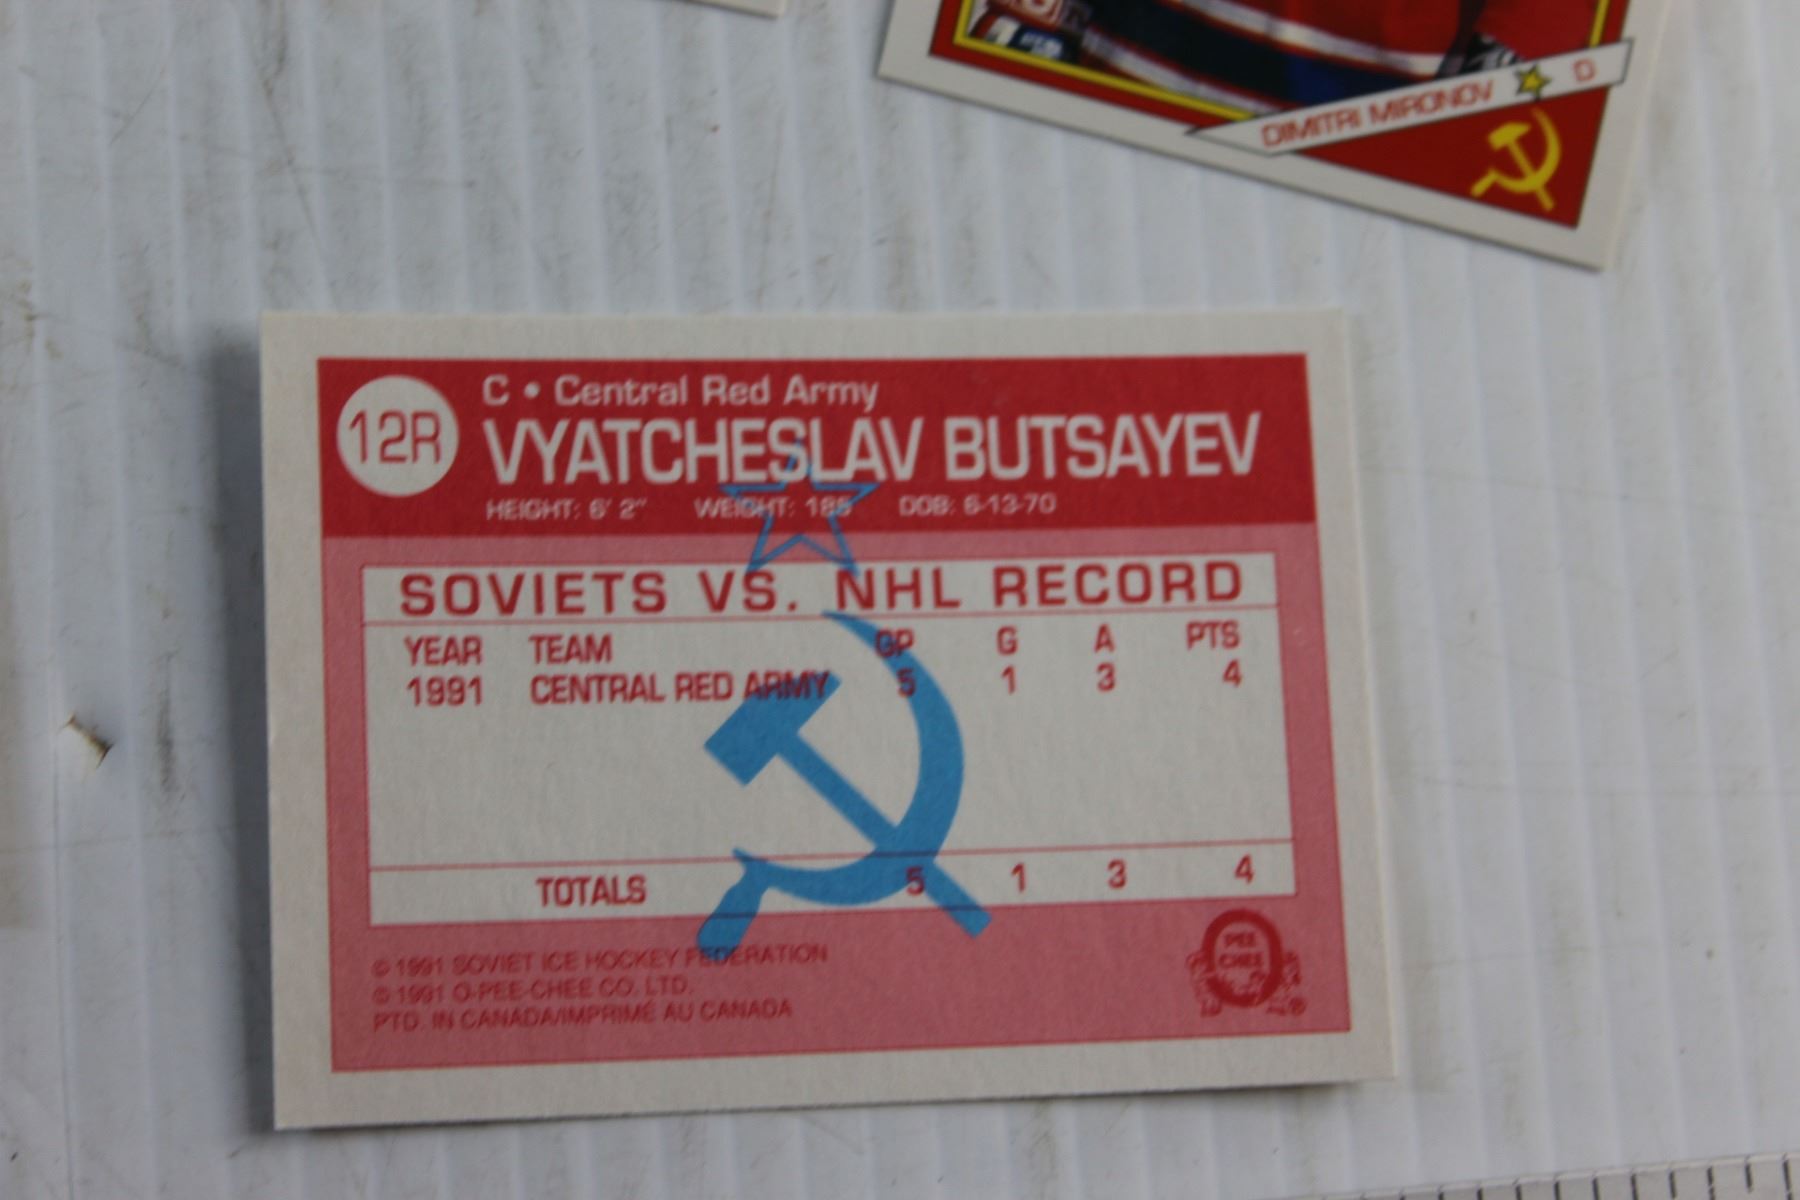 DIMITRI MIRONOV D
12R
C • Central Red Army
VYATCHESLAV BUTSAYEV
HEIGHT: 6' 2" WEIGHT: 185 DOB: 6-13-70
SOVIETS VS. NHL RECORD
YEAR TEAM GP G A PTS
1991 CENTRAL RED ARMY 5 1 3 4
TOTALS 5 1 3 4
© 1991 SOVIET ICE HOCKEY FEDERATION
© 1991 O-PEE-CHEE CO. LTD.
PTD. IN CANADA/IMPRIMÉ AU CANADA
O
PEE
CHEE
®